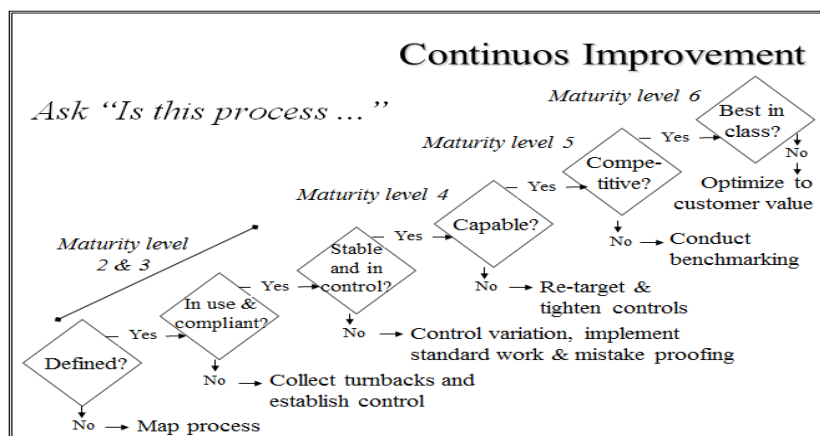 Continuos Improvement
Ask “Is this process ...”
Maturity level 6
Best in
class?
No
Optimize to
customer value
Maturity level 5
Yes
Compe-
titive?
No
Conduct
benchmarking
Maturity level 4
Yes
Capable?
No
Re-target &
tighten controls
Maturity level
2 & 3
Yes
Stable
and in
control?
No
Control variation, implement
standard work & mistake proofing
Yes
In use &
compliant?
No
Collect turnbacks and
establish control
Yes
Defined?
No
Map process